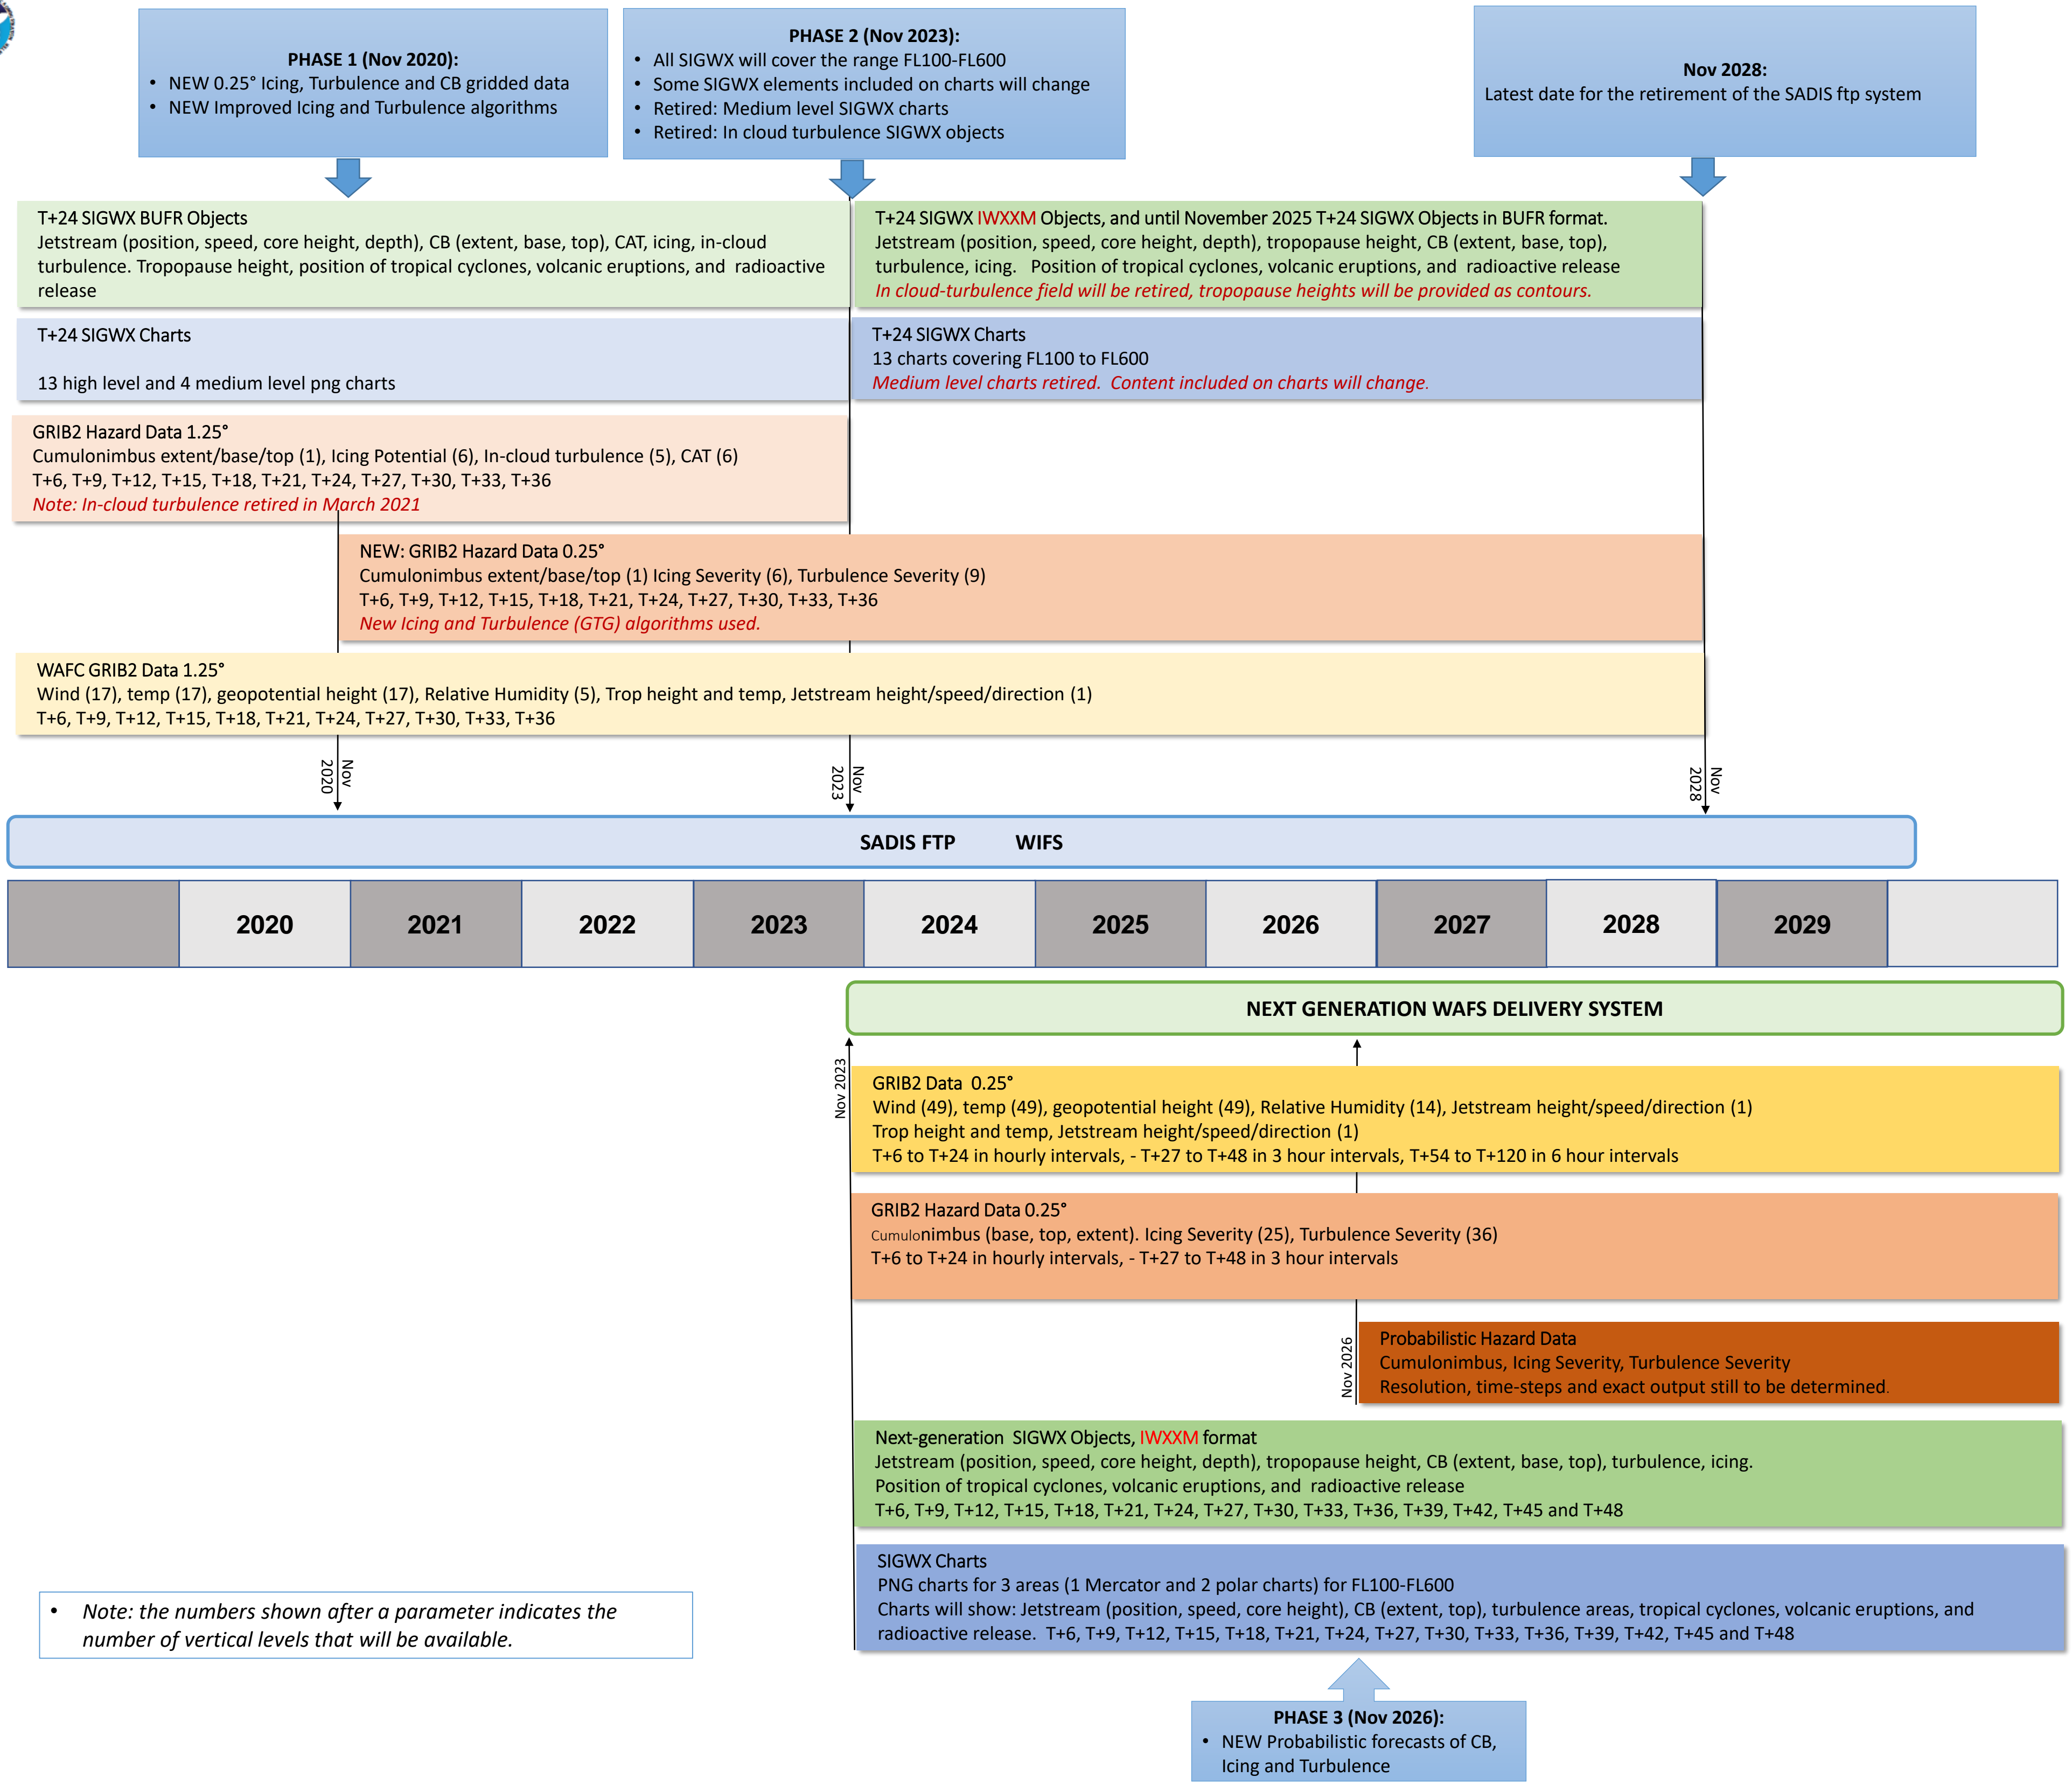 PHASE 1 (Nov 2020):
• NEW 0.25° Icing, Turbulence and CB gridded data
• NEW Improved Icing and Turbulence algorithms
PHASE 2 (Nov 2023):
• All SIGWX will cover the range FL100-FL600
• Some SIGWX elements included on charts will change
• Retired: Medium level SIGWX charts
• Retired: In cloud turbulence SIGWX objects
Nov 2028:
Latest date for the retirement of the SADIS ftp system
T+24 SIGWX BUFR Objects
Jetstream (position, speed, core height, depth), CB (extent, base, top), CAT, icing, in-cloud
turbulence. Tropopause height, position of tropical cyclones, volcanic eruptions, and radioactive
release
T+24 SIGWX IWXXM Objects, and until November 2025 T+24 SIGWX Objects in BUFR format.
Jetstream (position, speed, core height, depth), tropopause height, CB (extent, base, top),
turbulence, icing. Position of tropical cyclones, volcanic eruptions, and radioactive release
In cloud-turbulence field will be retired, tropopause heights will be provided as contours.
T+24 SIGWX Charts
13 high level and 4 medium level png charts
T+24 SIGWX Charts
13 charts covering FL100 to FL600
Medium level charts retired. Content included on charts will change.
GRIB2 Hazard Data 1.25°
Cumulonimbus extent/base/top (1), Icing Potential (6), In-cloud turbulence (5), CAT (6)
T+6, T+9, T+12, T+15, T+18, T+21, T+24, T+27, T+30, T+33, T+36
Note: In-cloud turbulence retired in March 2021
NEW: GRIB2 Hazard Data 0.25°
Cumulonimbus extent/base/top (1) Icing Severity (6), Turbulence Severity (9)
T+6, T+9, T+12, T+15, T+18, T+21, T+24, T+27, T+30, T+33, T+36
New Icing and Turbulence (GTG) algorithms used.
WAFC GRIB2 Data 1.25°
Wind (17), temp (17), geopotential height (17), Relative Humidity (5), Trop height and temp, Jetstream height/speed/direction (1)
T+6, T+9, T+12, T+15, T+18, T+21, T+24, T+27, T+30, T+33, T+36
Nov
2020
Nov
2023
Nov
2028
SADIS FTP WIFS
2020 2021 2022 2023 2024 2025 2026 2027 2028 2029
NEXT GENERATION WAFS DELIVERY SYSTEM
Nov 2023
GRIB2 Data 0.25°
Wind (49), temp (49), geopotential height (49), Relative Humidity (14), Jetstream height/speed/direction (1)
Trop height and temp, Jetstream height/speed/direction (1)
T+6 to T+24 in hourly intervals, - T+27 to T+48 in 3 hour intervals, T+54 to T+120 in 6 hour intervals
GRIB2 Hazard Data 0.25°
Cumulonimbus (base, top, extent). Icing Severity (25), Turbulence Severity (36)
T+6 to T+24 in hourly intervals, - T+27 to T+48 in 3 hour intervals
Nov 2026
Probabilistic Hazard Data
Cumulonimbus, Icing Severity, Turbulence Severity
Resolution, time-steps and exact output still to be determined.
Next-generation SIGWX Objects, IWXXM format
Jetstream (position, speed, core height, depth), tropopause height, CB (extent, base, top), turbulence, icing.
Position of tropical cyclones, volcanic eruptions, and radioactive release
T+6, T+9, T+12, T+15, T+18, T+21, T+24, T+27, T+30, T+33, T+36, T+39, T+42, T+45 and T+48
SIGWX Charts
PNG charts for 3 areas (1 Mercator and 2 polar charts) for FL100-FL600
Charts will show: Jetstream (position, speed, core height), CB (extent, top), turbulence areas, tropical cyclones, volcanic eruptions, and
radioactive release. T+6, T+9, T+12, T+15, T+18, T+21, T+24, T+27, T+30, T+33, T+36, T+39, T+42, T+45 and T+48
• Note: the numbers shown after a parameter indicates the
number of vertical levels that will be available.
PHASE 3 (Nov 2026):
• NEW Probabilistic forecasts of CB,
Icing and Turbulence